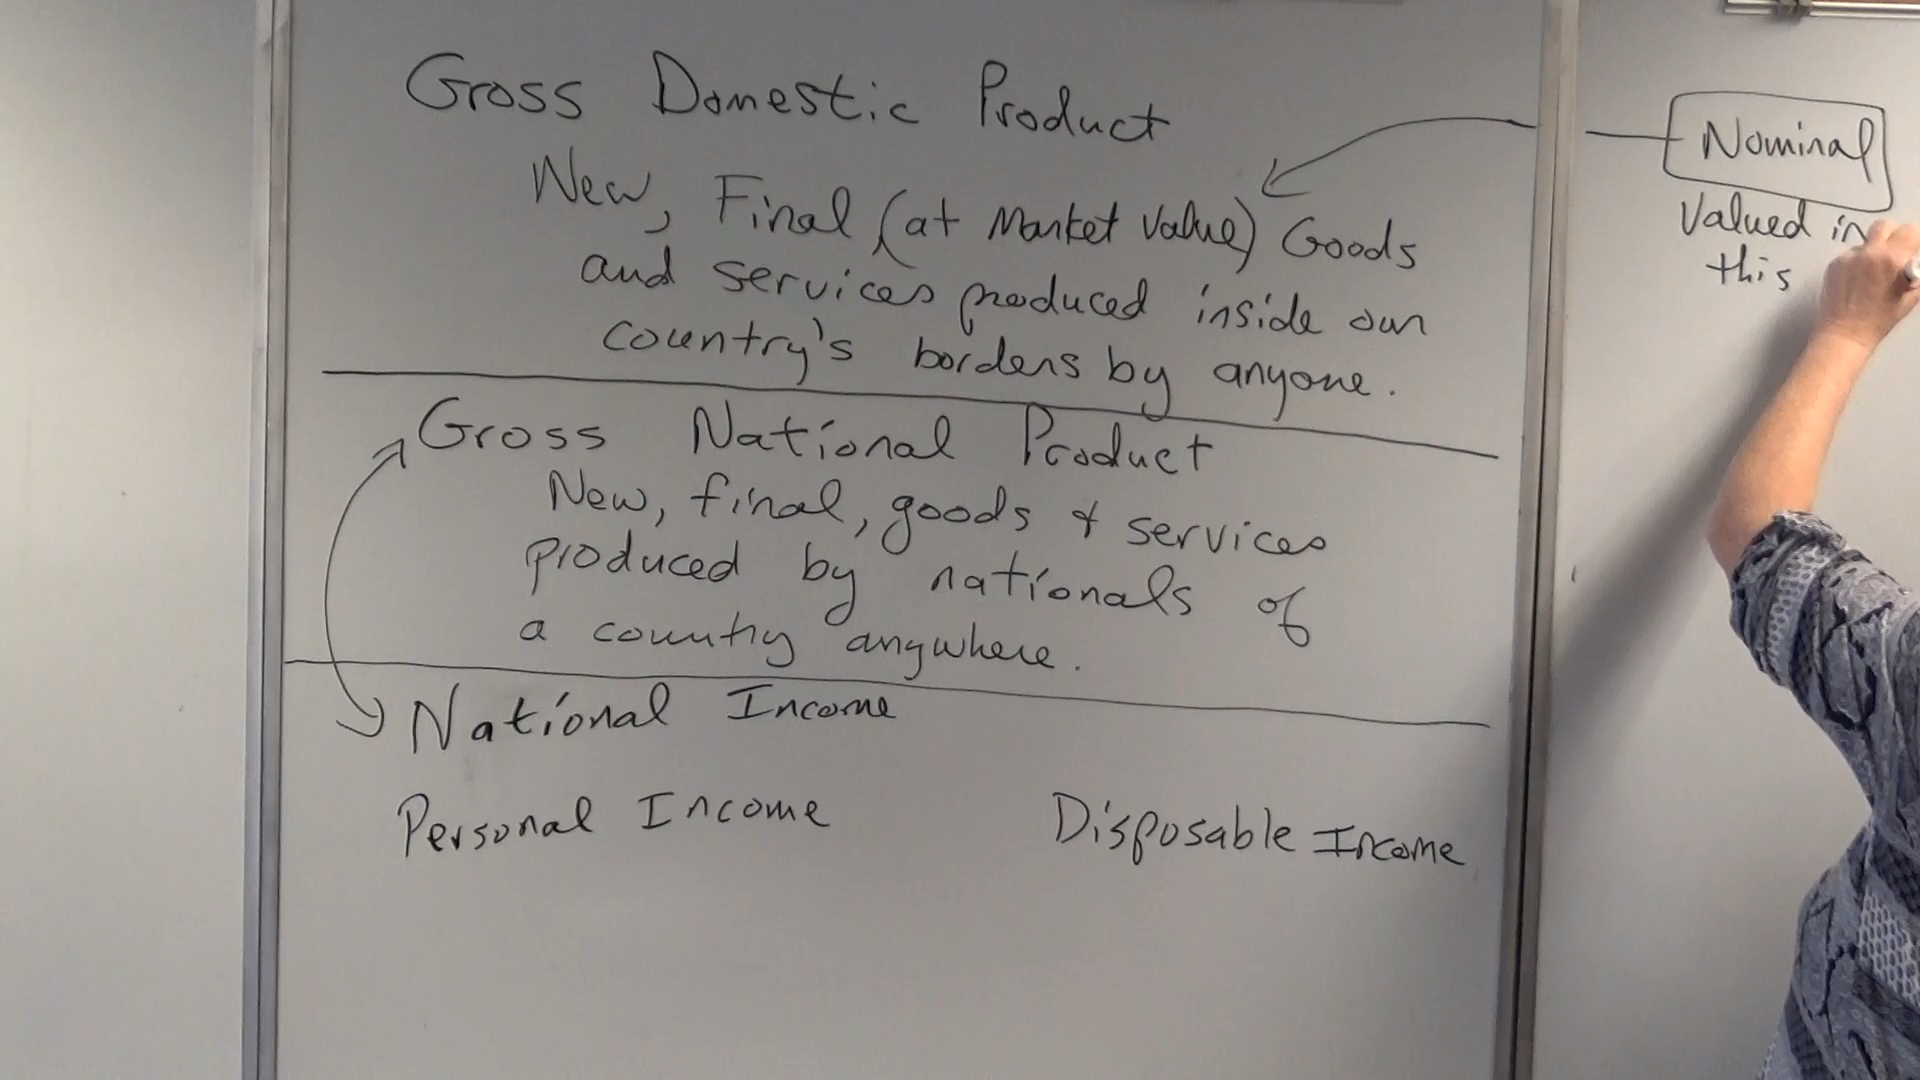 Gross Domestic Product
New, Final (at Market Value) Goods
and services produced inside our
country's borders by anyone.
Gross National Product
New, final, goods & services
produced by nationals of
a country anywhere.
National Income
Personal Income
Disposable Income
Nominal
Valued in
this